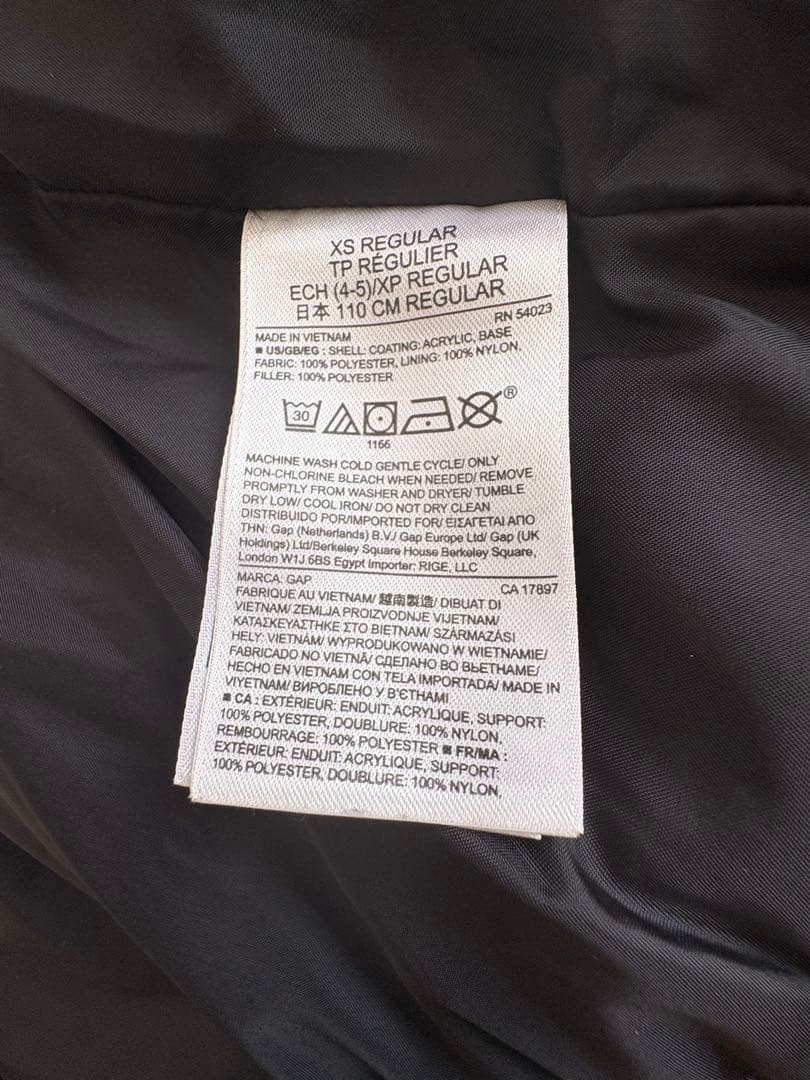 XS REGULAR
TP RÉGULIER
ECH (4-5)/XP REGULAR
日本 110 CM REGULAR
RN 54023
MADE IN VIETNAM
■ US/GB/EG : SHELL: COATING: ACRYLIC, BASE
FABRIC: 100% POLYESTER, LINING: 100% NYLON,
FILLER: 100% POLYESTER
30
®
1166
MACHINE WASH COLD GENTLE CYCLE/ ONLY
NON-CHLORINE BLEACH WHEN NEEDED/ REMOVE
PROMPTLY FROM WASHER AND DRYER/ TUMBLE
DRY LOW/ COOL IRON/ DO NOT DRY CLEAN
DISTRIBUIDO POR/IMPORTED FOR/ ΕΙΣΑΓΕΤΑΙ ΑΠΟ
ΤΗΝ: Gap (Netherlands) B.V./ Gap Europe Ltd/ Gap (UK
Holdings) Ltd/Berkeley Square House Berkeley Square,
London W1J 6BS Egypt Importer: RIGE, LLC
MARCA: GAP
CA 17897
FABRIQUE AU VIETNAM/ 越南製造/ DIBUAT DI
VIETNAM/ ZEMLJA PROIZVODNJE VIJETNAM/
ΚΑΤΑΣΚΕΥΑΣΤΗΚΕ ΣΤΟ ΒΙΕΤΝΑΜ/ SZÁRMAZÁSI
HELY: VIETNÁM/ WYPRODUKOWANO W WIETNAMIE/
FABRICADO NO VIETNÃ/ СДЕЛАНО ВО ВЬЕТНАМЕ/
HECHO EN VIETNAM CON TELA IMPORTADA/ MADE IN
VIYETNAM/ ВИРОБЛЕНО У В'ЄТНАМІ
■ CA : EXTÉRIEUR: ENDUIT: ACRYLIQUE, SUPPORT:
100% POLYESTER, DOUBLURE: 100% NYLON,
REMBOURRAGE: 100% POLYESTER ■ FR/MA :
EXTÉRIEUR: ENDUIT: ACRYLIQUE, SUPPORT:
100% POLYESTER, DOUBLURE: 100% NYLON,